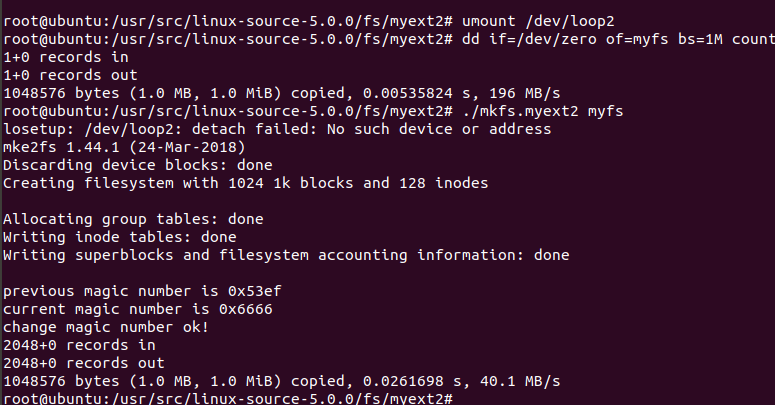 root@ubuntu:/usr/src/linux-source-5.0.0/fs/myext2# umount /dev/loop2
root@ubuntu:/usr/src/linux-source-5.0.0/fs/myext2# dd if=/dev/zero of=myfs bs=1M count
1+0 records in
1+0 records out
1048576 bytes (1.0 MB, 1.0 MiB) copied, 0.00535824 s, 196 MB/s
root@ubuntu:/usr/src/linux-source-5.0.0/fs/myext2# ./mkfs.myext2 myfs
losetup: /dev/loop2: detach failed: No such device or address
mke2fs 1.44.1 (24-Mar-2018)
Discarding device blocks: done
Creating filesystem with 1024 1k blocks and 128 inodes

Allocating group tables: done
Writing inode tables: done
Writing superblocks and filesystem accounting information: done

previous magic number is 0x53ef
current magic number is 0x6666
change magic number ok!
2048+0 records in
2048+0 records out
1048576 bytes (1.0 MB, 1.0 MiB) copied, 0.0261698 s, 40.1 MB/s
root@ubuntu:/usr/src/linux-source-5.0.0/fs/myext2#